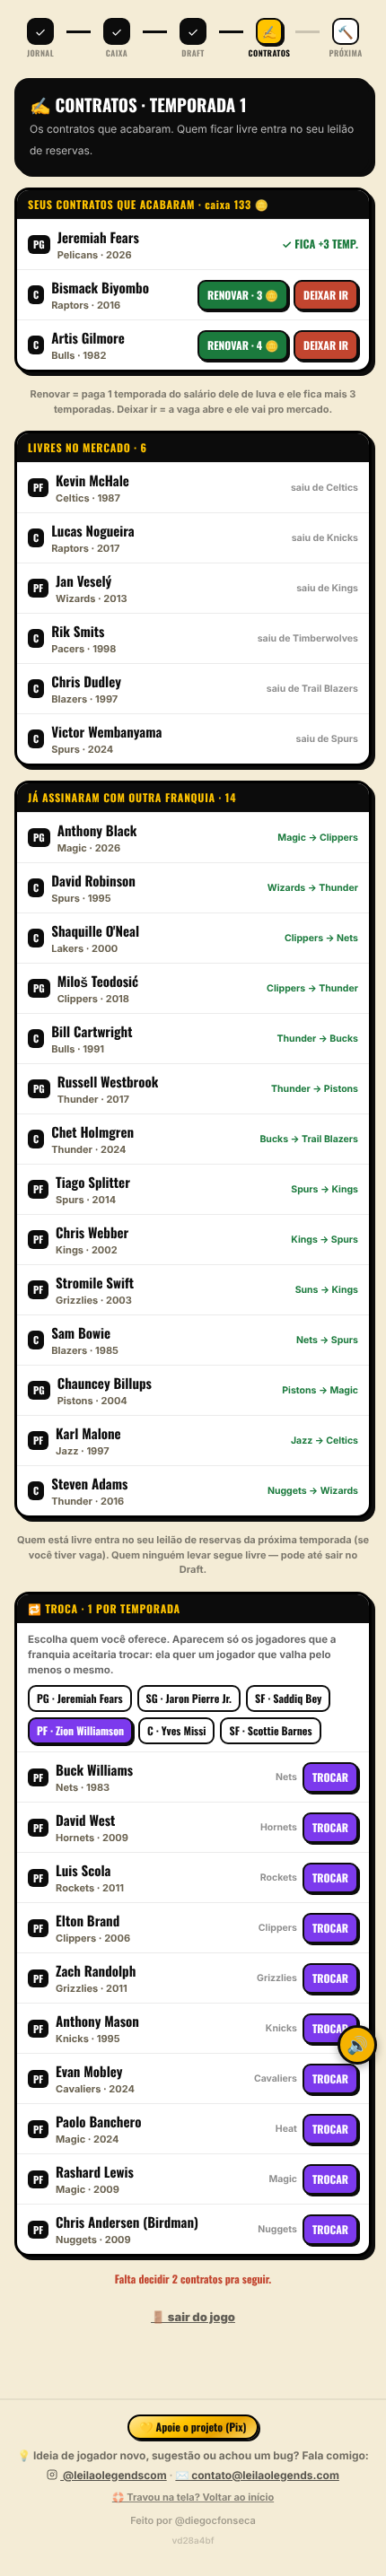 JORNAL
CAIXA
DRAFT
CONTRATOS
PRÓXIMA
✍️ CONTRATOS · TEMPORADA 1
Os contratos que acabaram. Quem ficar livre entra no seu leilão
de reservas.
SEUS CONTRATOS QUE ACABARAM · caixa 133 🪙
PG Jeremiah Fears ✓ FICA +3 TEMP.
Pelicans · 2026
C Bismack Biyombo RENOVAR · 3 🪙 DEIXAR IR
Raptors · 2016
C Artis Gilmore RENOVAR · 4 🪙 DEIXAR IR
Bulls · 1982
Renovar = paga 1 temporada do salário dele de luva e ele fica mais 3
temporadas. Deixar ir = a vaga abre e ele vai pro mercado.
LIVRES NO MERCADO · 6
PF Kevin McHale saiu de Celtics
Celtics · 1987
C Lucas Nogueira saiu de Knicks
Raptors · 2017
PF Jan Veselý saiu de Kings
Wizards · 2013
C Rik Smits saiu de Timberwolves
Pacers · 1998
C Chris Dudley saiu de Trail Blazers
Blazers · 1997
C Victor Wembanyama saiu de Spurs
Spurs · 2024
JÁ ASSINARAM COM OUTRA FRANQUIA · 14
PG Anthony Black Magic → Clippers
Magic · 2026
C David Robinson Wizards → Thunder
Spurs · 1995
C Shaquille O'Neal Clippers → Nets
Lakers · 2000
PG Miloš Teodosić Clippers → Thunder
Clippers · 2018
C Bill Cartwright Thunder → Bucks
Bulls · 1991
PG Russell Westbrook Thunder → Pistons
Thunder · 2017
C Chet Holmgren Bucks → Trail Blazers
Thunder · 2024
PF Tiago Splitter Spurs → Kings
Spurs · 2014
PF Chris Webber Kings → Spurs
Kings · 2002
PF Stromile Swift Suns → Kings
Grizzlies · 2003
C Sam Bowie Nets → Spurs
Blazers · 1985
PG Chauncey Billups Pistons → Magic
Pistons · 2004
PF Karl Malone Jazz → Celtics
Jazz · 1997
C Steven Adams Nuggets → Wizards
Thunder · 2016
Quem está livre entra no seu leilão de reservas da próxima temporada (se
você tiver vaga). Quem ninguém levar segue livre — pode até sair no
Draft.
🔁 TROCA · 1 POR TEMPORADA
Escolha quem você oferece. Aparecem só os jogadores que a
franquia aceitaria trocar: ela quer um jogador que valha pelo
menos o mesmo.
PG · Jeremiah Fears SG · Jaron Pierre Jr. SF · Saddiq Bey
PF · Zion Williamson C · Yves Missi SF · Scottie Barnes
PF Buck Williams Nets TROCAR
Nets · 1983
PF David West Hornets TROCAR
Hornets · 2009
PF Luis Scola Rockets TROCAR
Rockets · 2011
PF Elton Brand Clippers TROCAR
Clippers · 2006
PF Zach Randolph Grizzlies TROCAR
Grizzlies · 2011
PF Anthony Mason Knicks TROCAR
Knicks · 1995
PF Evan Mobley Cavaliers TROCAR
Cavaliers · 2024
PF Paolo Banchero Heat TROCAR
Magic · 2024
PF Rashard Lewis Magic TROCAR
Magic · 2009
PF Chris Andersen (Birdman) Nuggets TROCAR
Nuggets · 2009
Falta decidir 2 contratos pra seguir.
🚪 sair do jogo
💛 Apoie o projeto (Pix)
💡 Ideia de jogador novo, sugestão ou achou um bug? Fala comigo:
@leilaolegendscom · ✉️ contato@leilaolegends.com
🛟 Travou na tela? Voltar ao início
Feito por @diegocfonseca
vd28a4bf